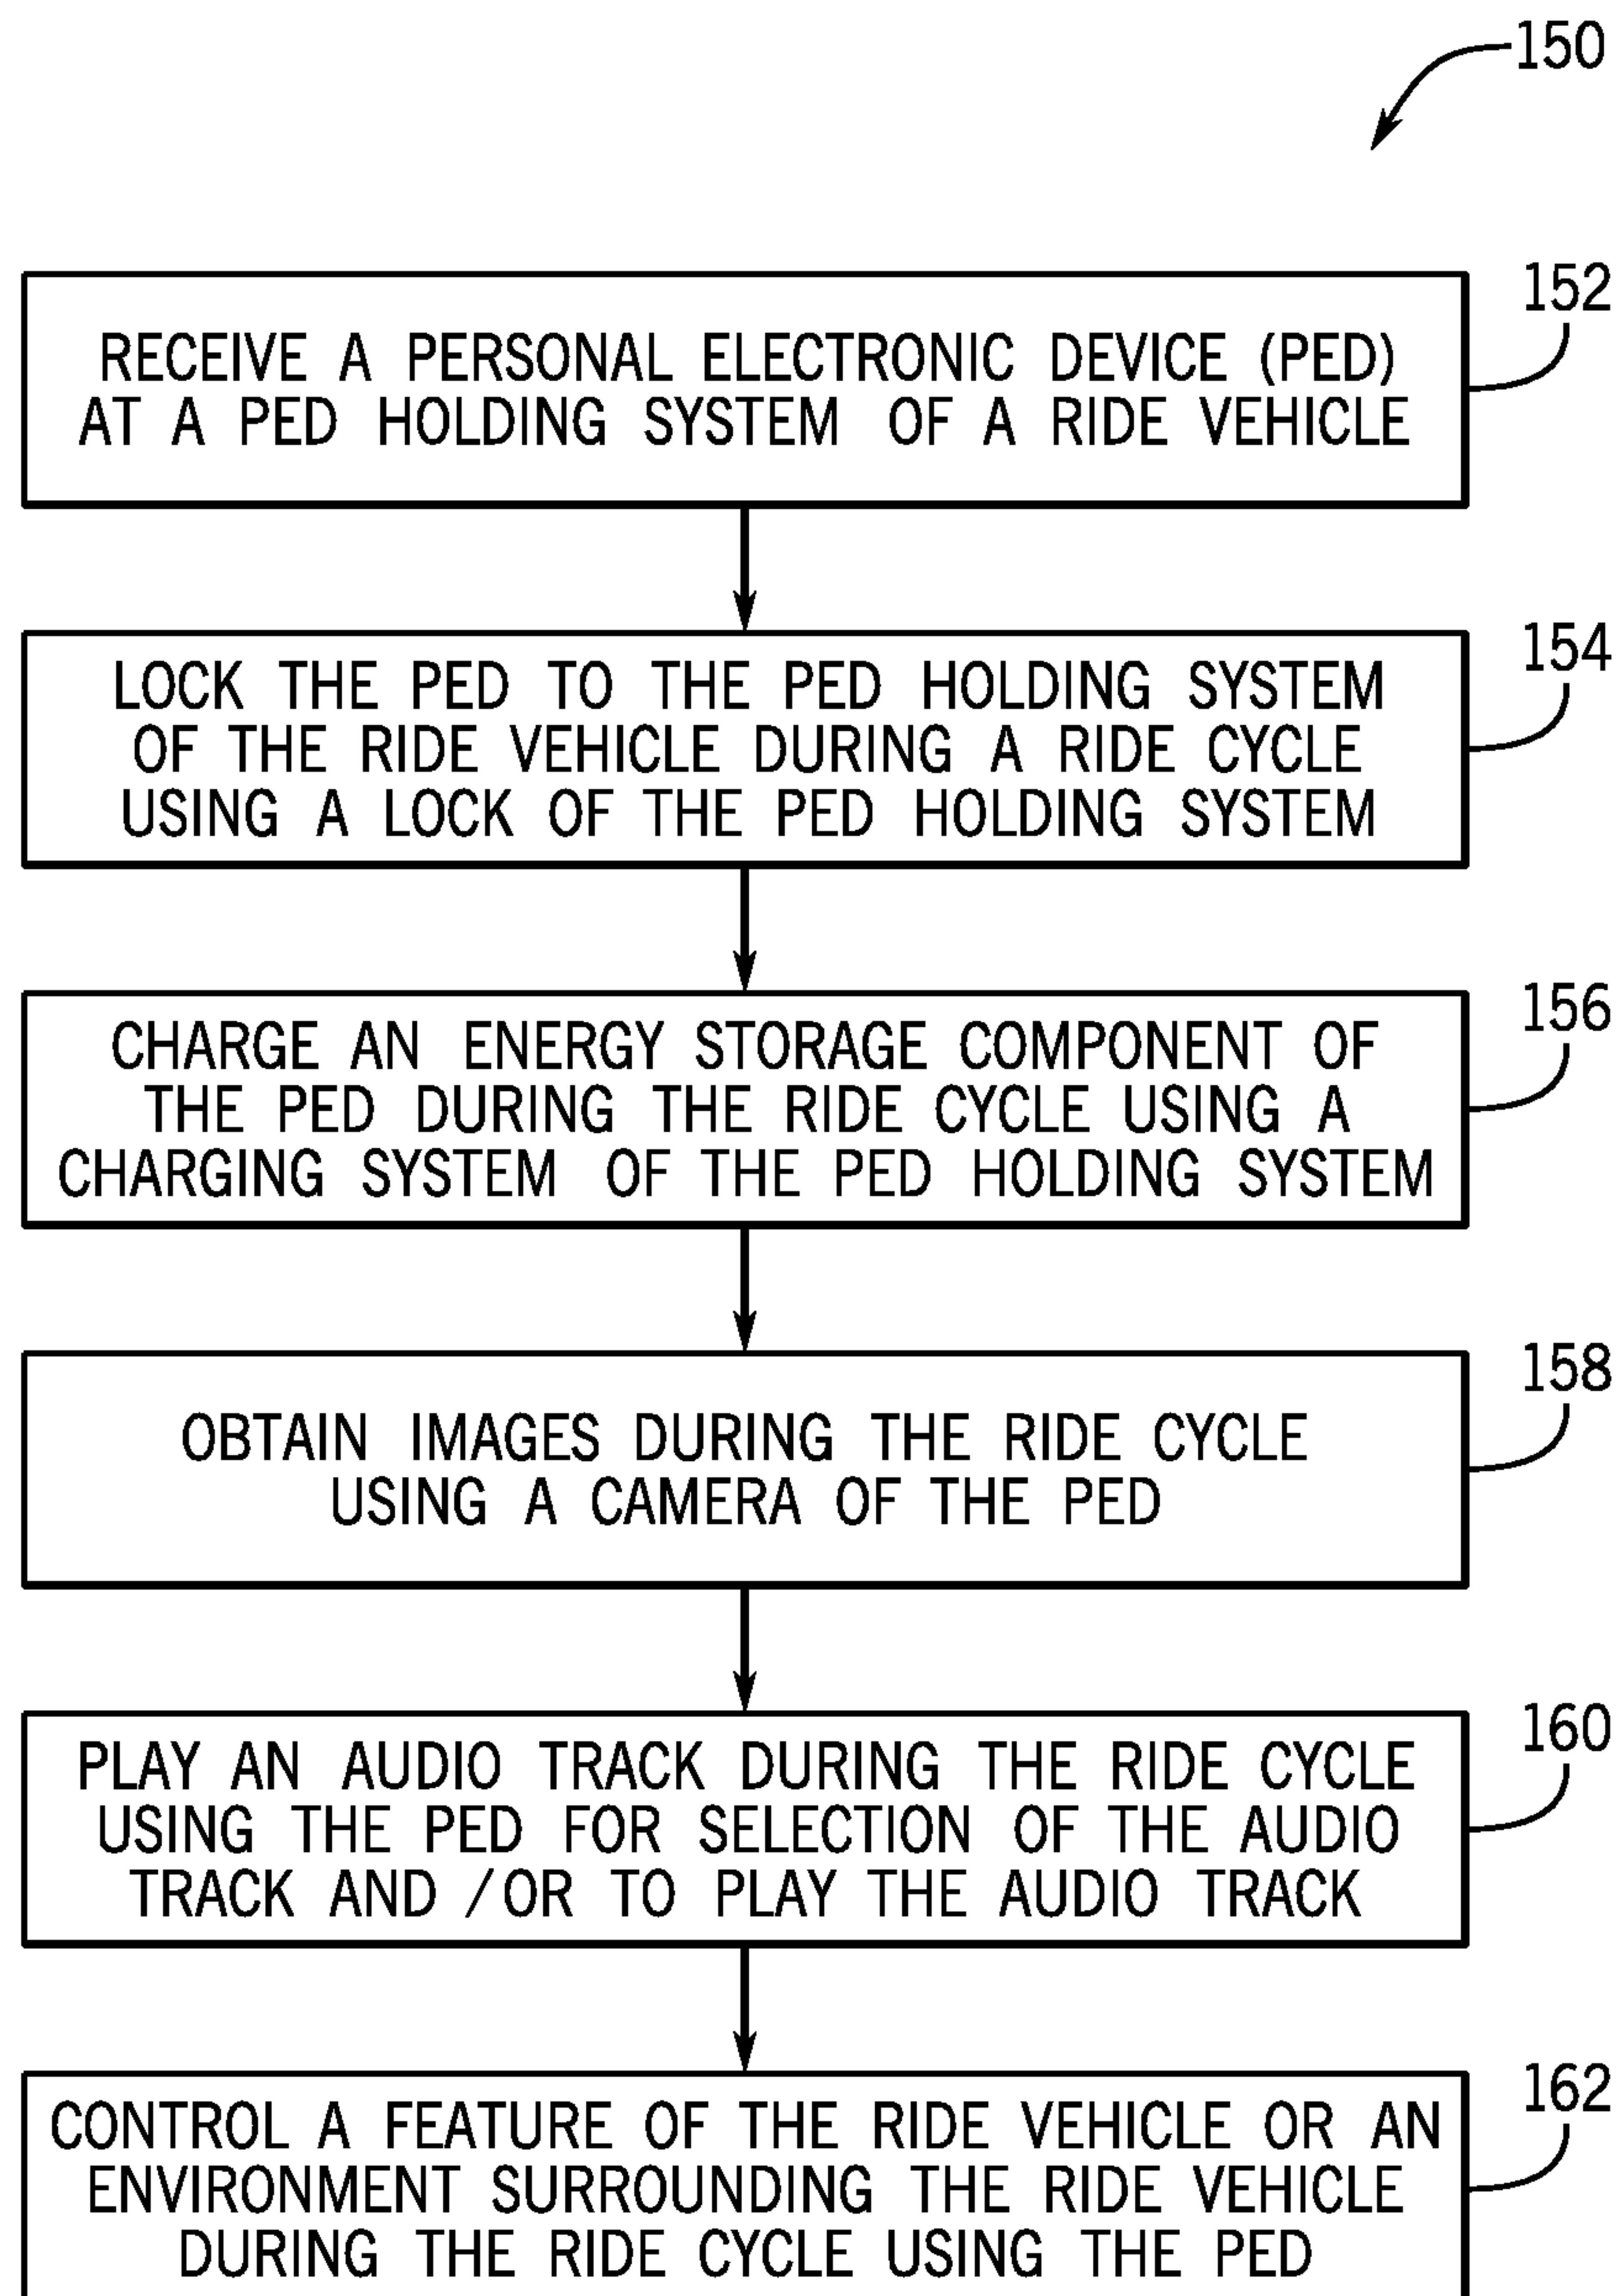 150
152
RECEIVE A PERSONAL ELECTRONIC DEVICE (PED)
AT A PED HOLDING SYSTEM OF A RIDE VEHICLE
154
LOCK THE PED TO THE PED HOLDING SYSTEM
OF THE RIDE VEHICLE DURING A RIDE CYCLE
USING A LOCK OF THE PED HOLDING SYSTEM
156
CHARGE AN ENERGY STORAGE COMPONENT OF
THE PED DURING THE RIDE CYCLE USING A
CHARGING SYSTEM OF THE PED HOLDING SYSTEM
158
OBTAIN IMAGES DURING THE RIDE CYCLE
USING A CAMERA OF THE PED
160
PLAY AN AUDIO TRACK DURING THE RIDE CYCLE
USING THE PED FOR SELECTION OF THE AUDIO
TRACK AND /OR TO PLAY THE AUDIO TRACK
162
CONTROL A FEATURE OF THE RIDE VEHICLE OR AN
ENVIRONMENT SURROUNDING THE RIDE VEHICLE
DURING THE RIDE CYCLE USING THE PED